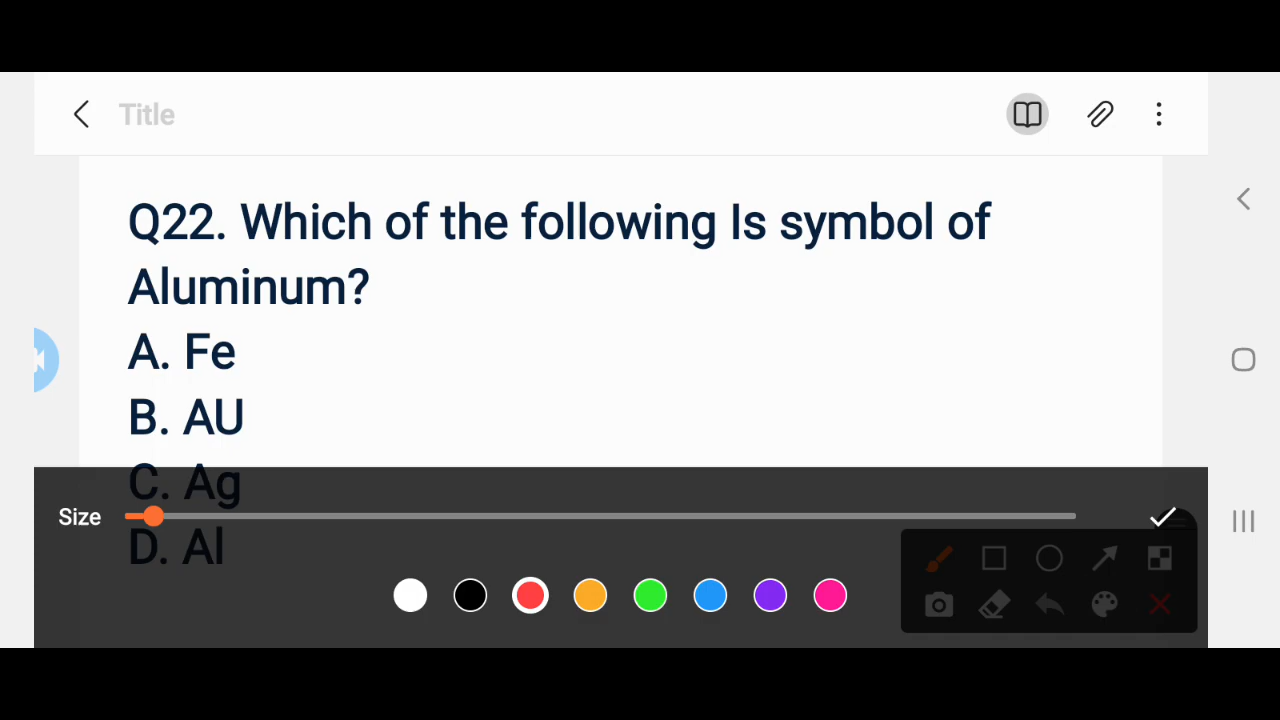 Title
Q22. Which of the following Is symbol of
Aluminum?
A. Fe
B. AU
C. Ag
Size
D. Al